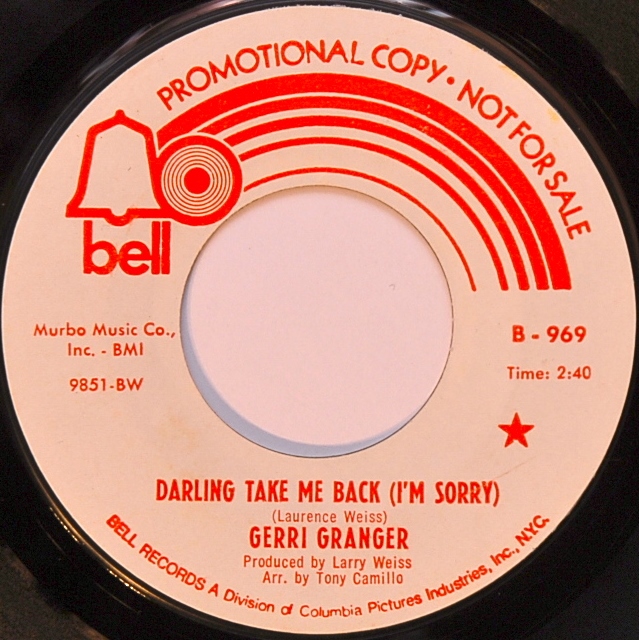 PROMOTIONAL COPY • NOT FOR SALE
bell
Murbo Music Co.,
Inc. - BMI
9851-BW
B - 969
Time: 2:40
DARLING TAKE ME BACK (I'M SORRY)
(Laurence Weiss)
GERRI GRANGER
Produced by Larry Weiss
Arr. by Tony Camillo
BELL RECORDS A Division of Columbia Pictures Industries, Inc., N.Y.C.